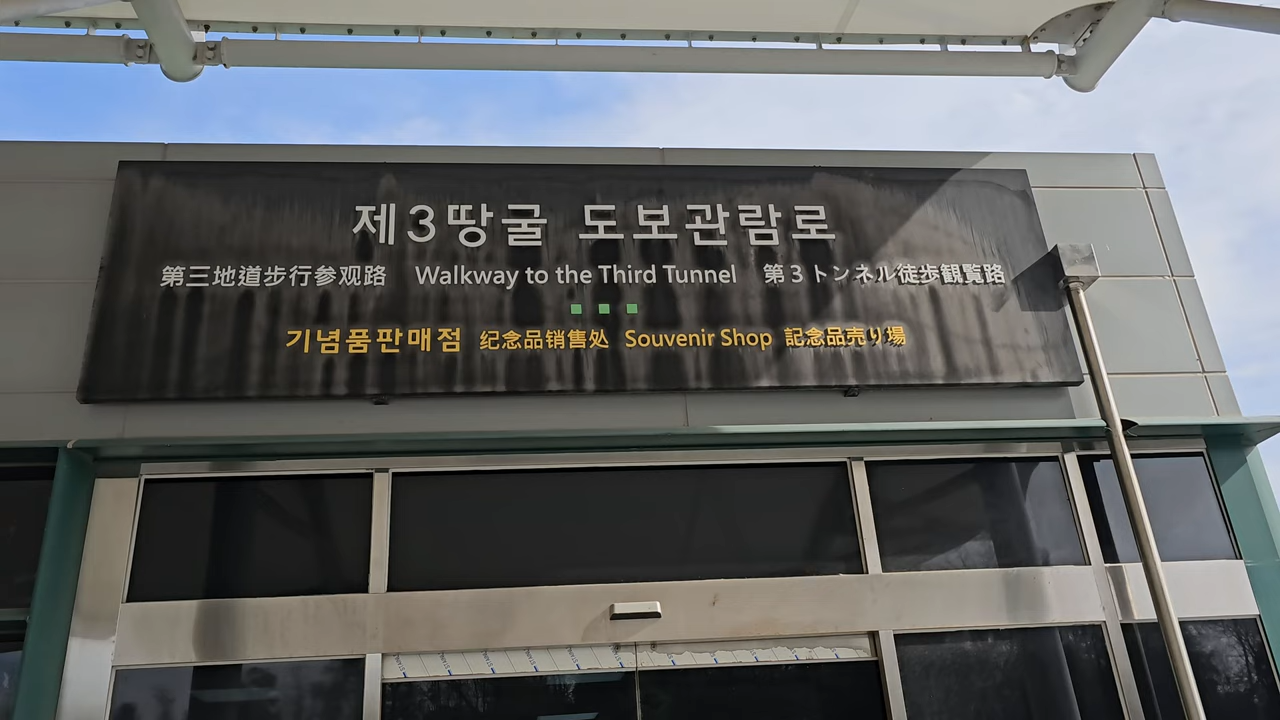 제3땅굴 도보관람로
第三地道步行参观路 Walkway to the Third Tunnel 第3トンネル徒歩観覧路
기념품판매점 纪念品销售处 Souvenir Shop 記念品売り場